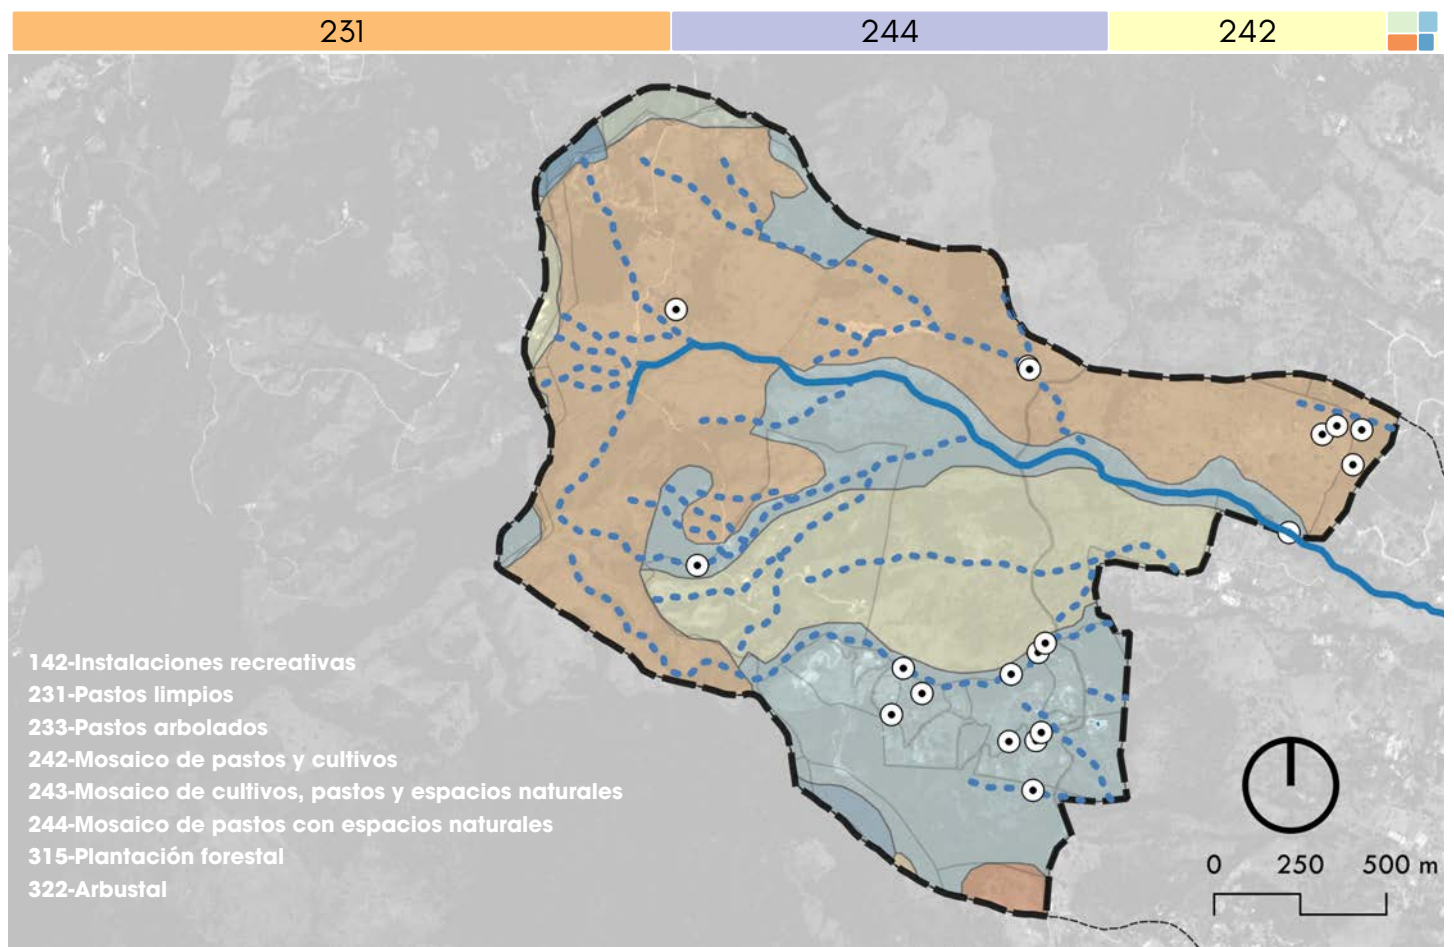 231 244 242
142-Instalaciones recreativas
231-Pastos limpios
233-Pastos arbolados
242-Mosaico de pastos y cultivos
243-Mosaico de cultivos, pastos y espacios naturales
244-Mosaico de pastos con espacios naturales
315-Plantación forestal
322-Arbustal
0 250 500 m